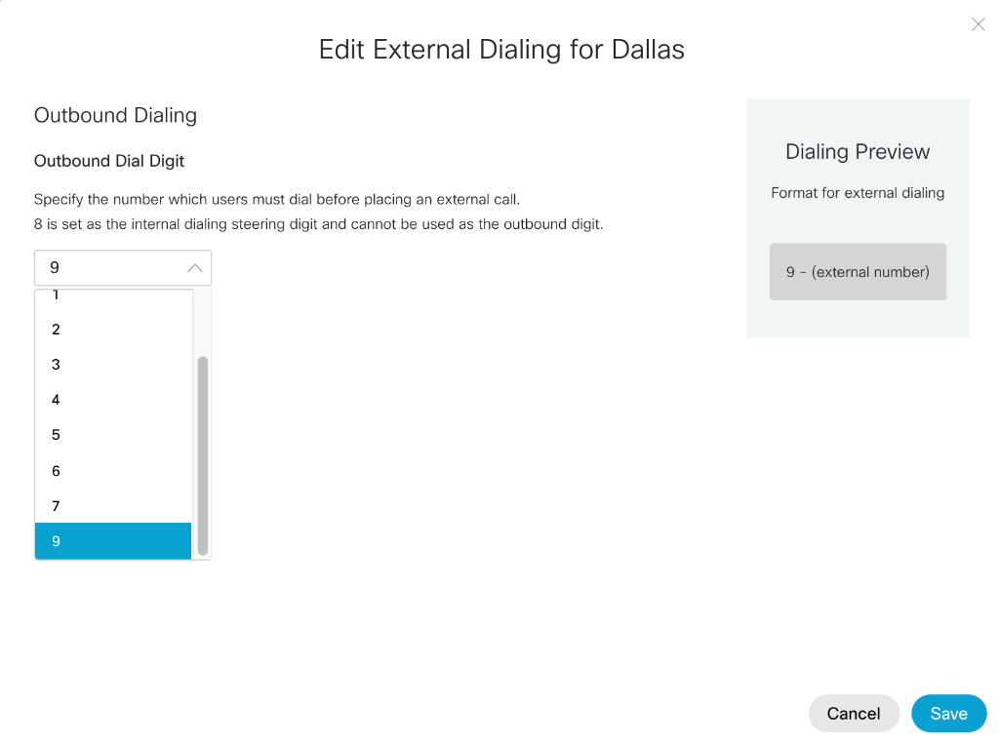 Edit External Dialing for Dallas
Outbound Dialing
Outbound Dial Digit
Specify the number which users must dial before placing an external call.
8 is set as the internal dialing steering digit and cannot be used as the outbound digit.
9
1
2
3
4
5
6
7
9
Dialing Preview
Format for external dialing
9 - (external number)
Cancel
Save